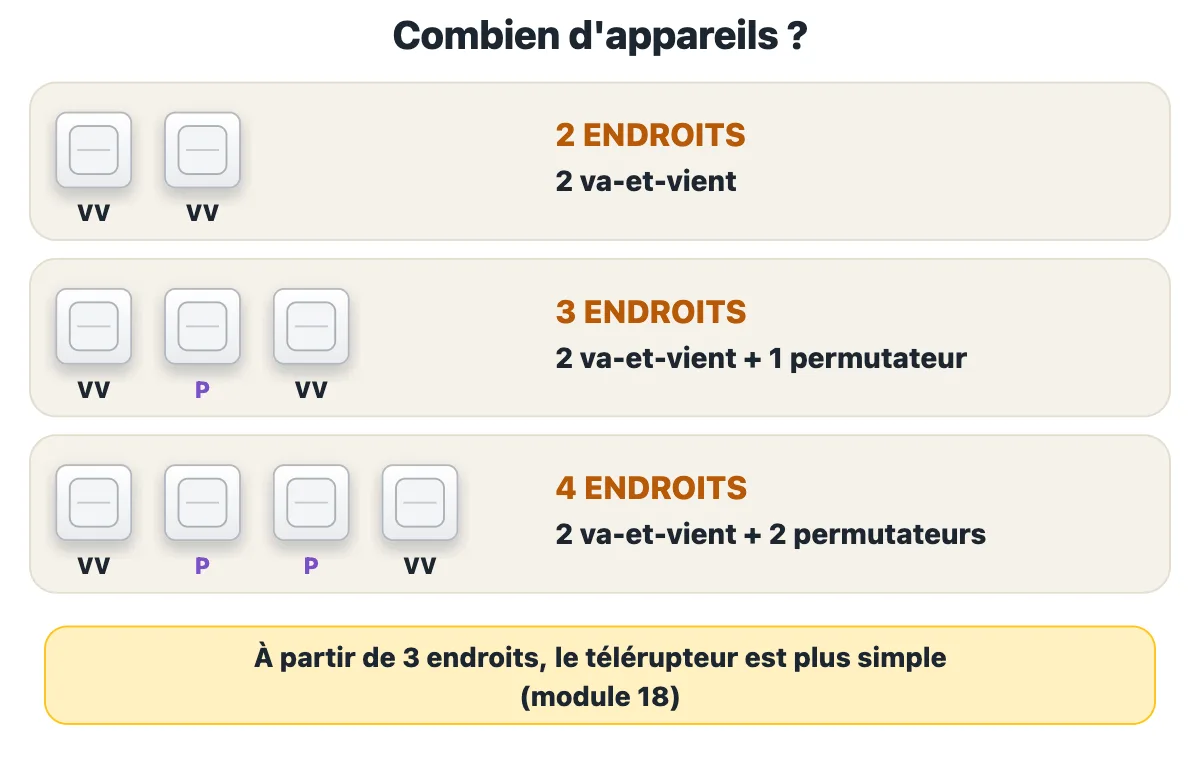 Combien d'appareils ?
2 ENDROITS
2 va-et-vient
VV VV
3 ENDROITS
2 va-et-vient + 1 permutateur
VV P VV
4 ENDROITS
2 va-et-vient + 2 permutateurs
VV P P VV
À partir de 3 endroits, le télérupteur est plus simple
(module 18)